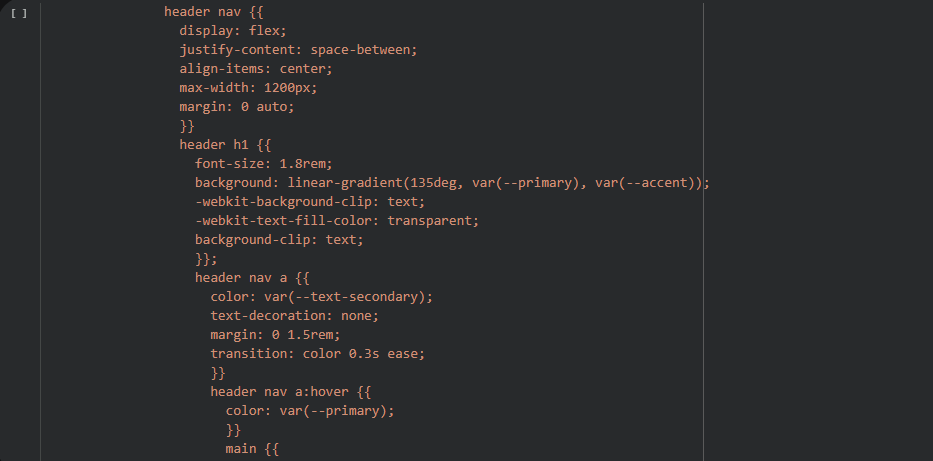 [ ]
header nav {{
display: flex;
justify-content: space-between;
align-items: center;
max-width: 1200px;
margin: 0 auto;
}}
header h1 {{
font-size: 1.8rem;
background: linear-gradient(135deg, var(--primary), var(--accent));
-webkit-background-clip: text;
-webkit-text-fill-color: transparent;
background-clip: text;
}};
header nav a {{
color: var(--text-secondary);
text-decoration: none;
margin: 0 1.5rem;
transition: color 0.3s ease;
}}
header nav a:hover {{
color: var(--primary);
}}
main {{